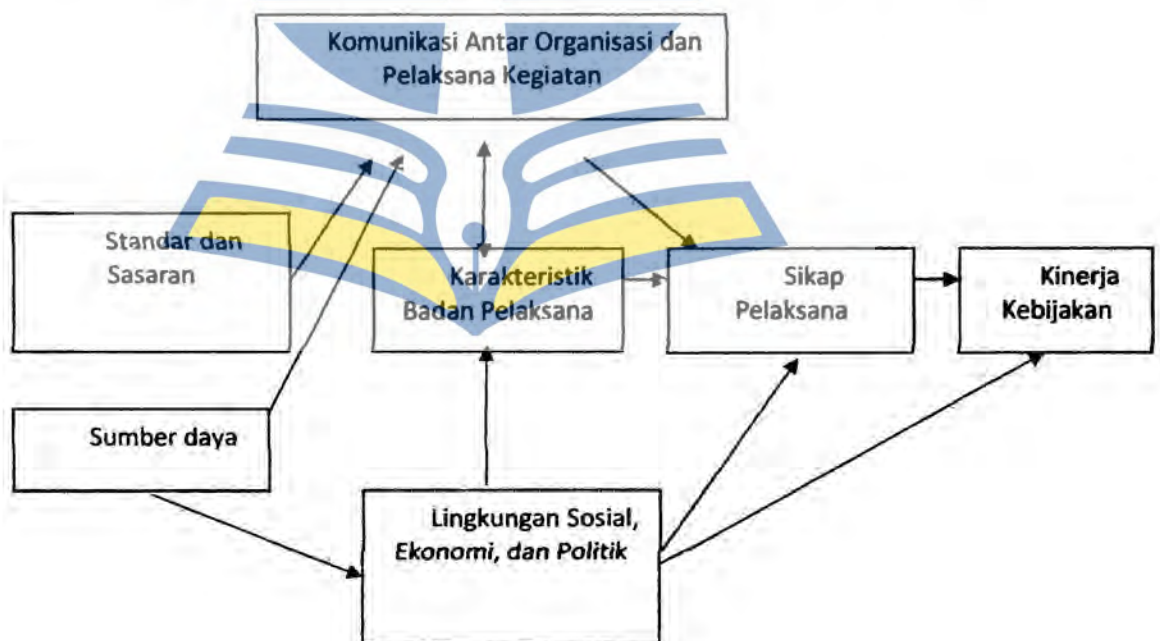 Komunikasi Antar Organisasi dan
Pelaksana Kegiatan
Standar dan
Sasaran
Karakteristik
Badan Pelaksana
Sikap
Pelaksana
Kinerja
Kebijakan
Sumber daya
Lingkungan Sosial,
Ekonomi, dan Politik